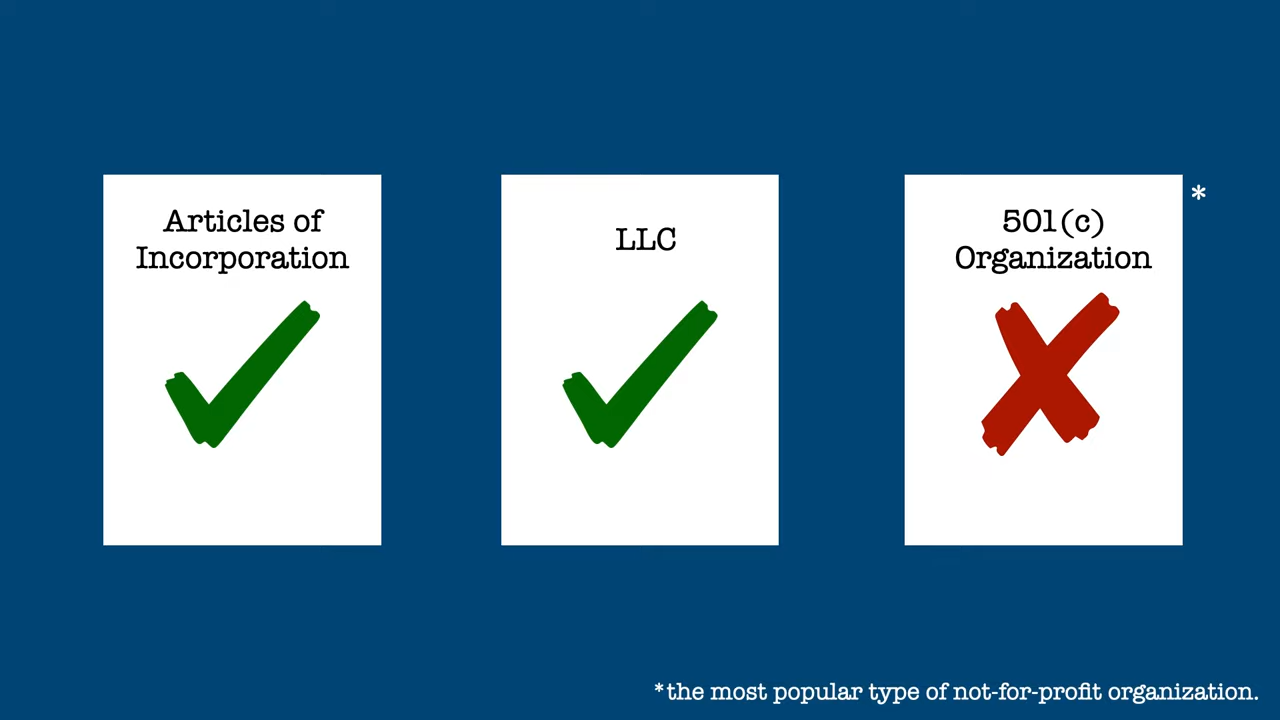 Articles of
Incorporation
LLC
501(c)
Organization
*
*the most popular type of not-for-profit organization.